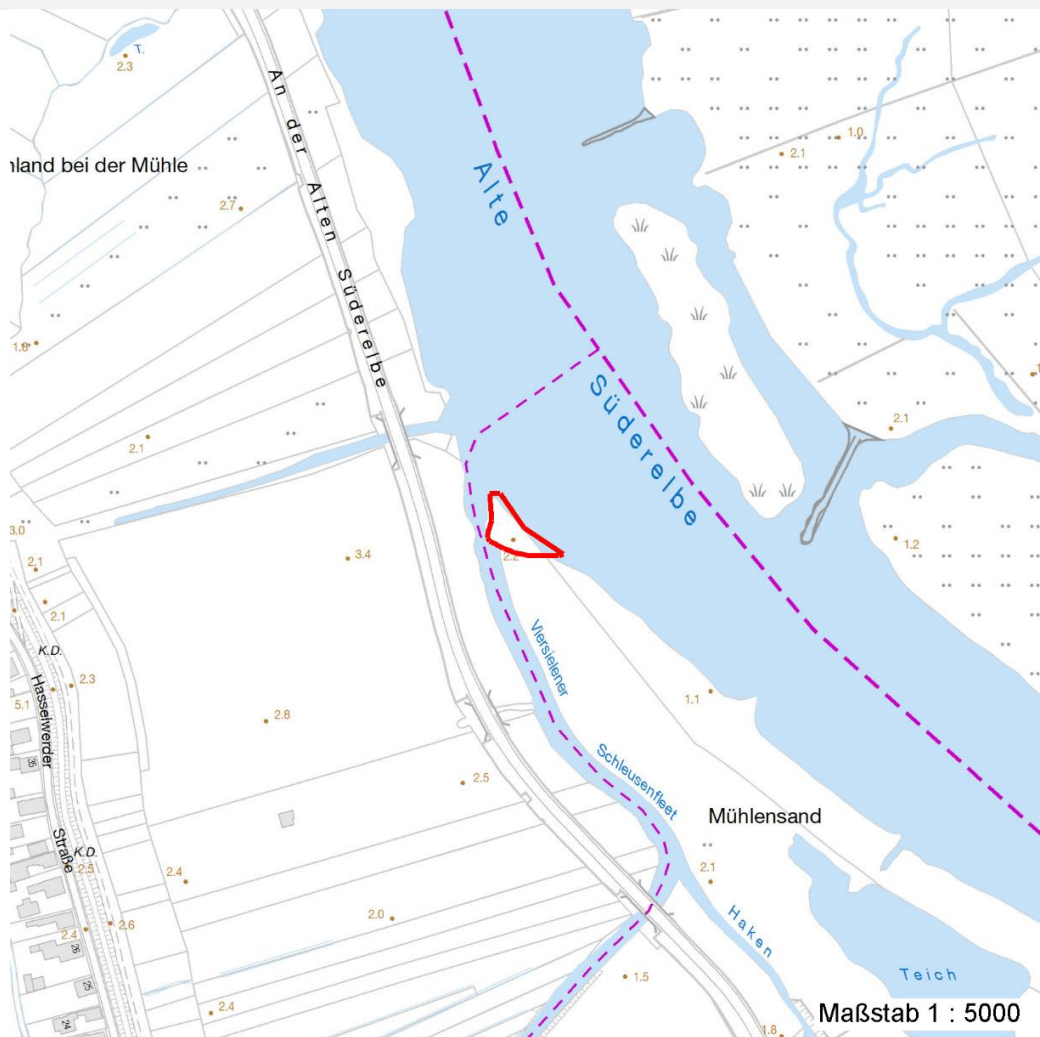 T.
2.3
An der Alten Süderelbe
nland bei der Mühle
2.7
Alte
1.0
2.1
1.8
2.1
Süderelbe
2.1
3.0
2.1
3.4
2.2
1.2
2.1
K.D.
2.3
5.1
Hasselwerder
Straße
2.8
Viersielener
1.1
35
2.5
Schleusenfleet
Mühlensand
K.D.
2.5
2.4
2.1
2.0
2.6
2.4
Haken
26
1.5
Teich
25
2.4
24
Maßstab 1 : 5000
1.8